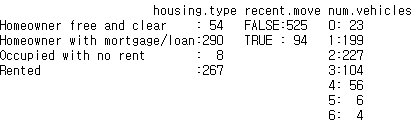 housing.type recent.move num.vehicles
Homeowner free and clear : 54 FALSE:525 0: 23
Homeowner with mortgage/loan:290 TRUE : 94 1:199
Occupied with no rent : 8 2:227
Rented :267 3:104
4: 56
5: 6
6: 4